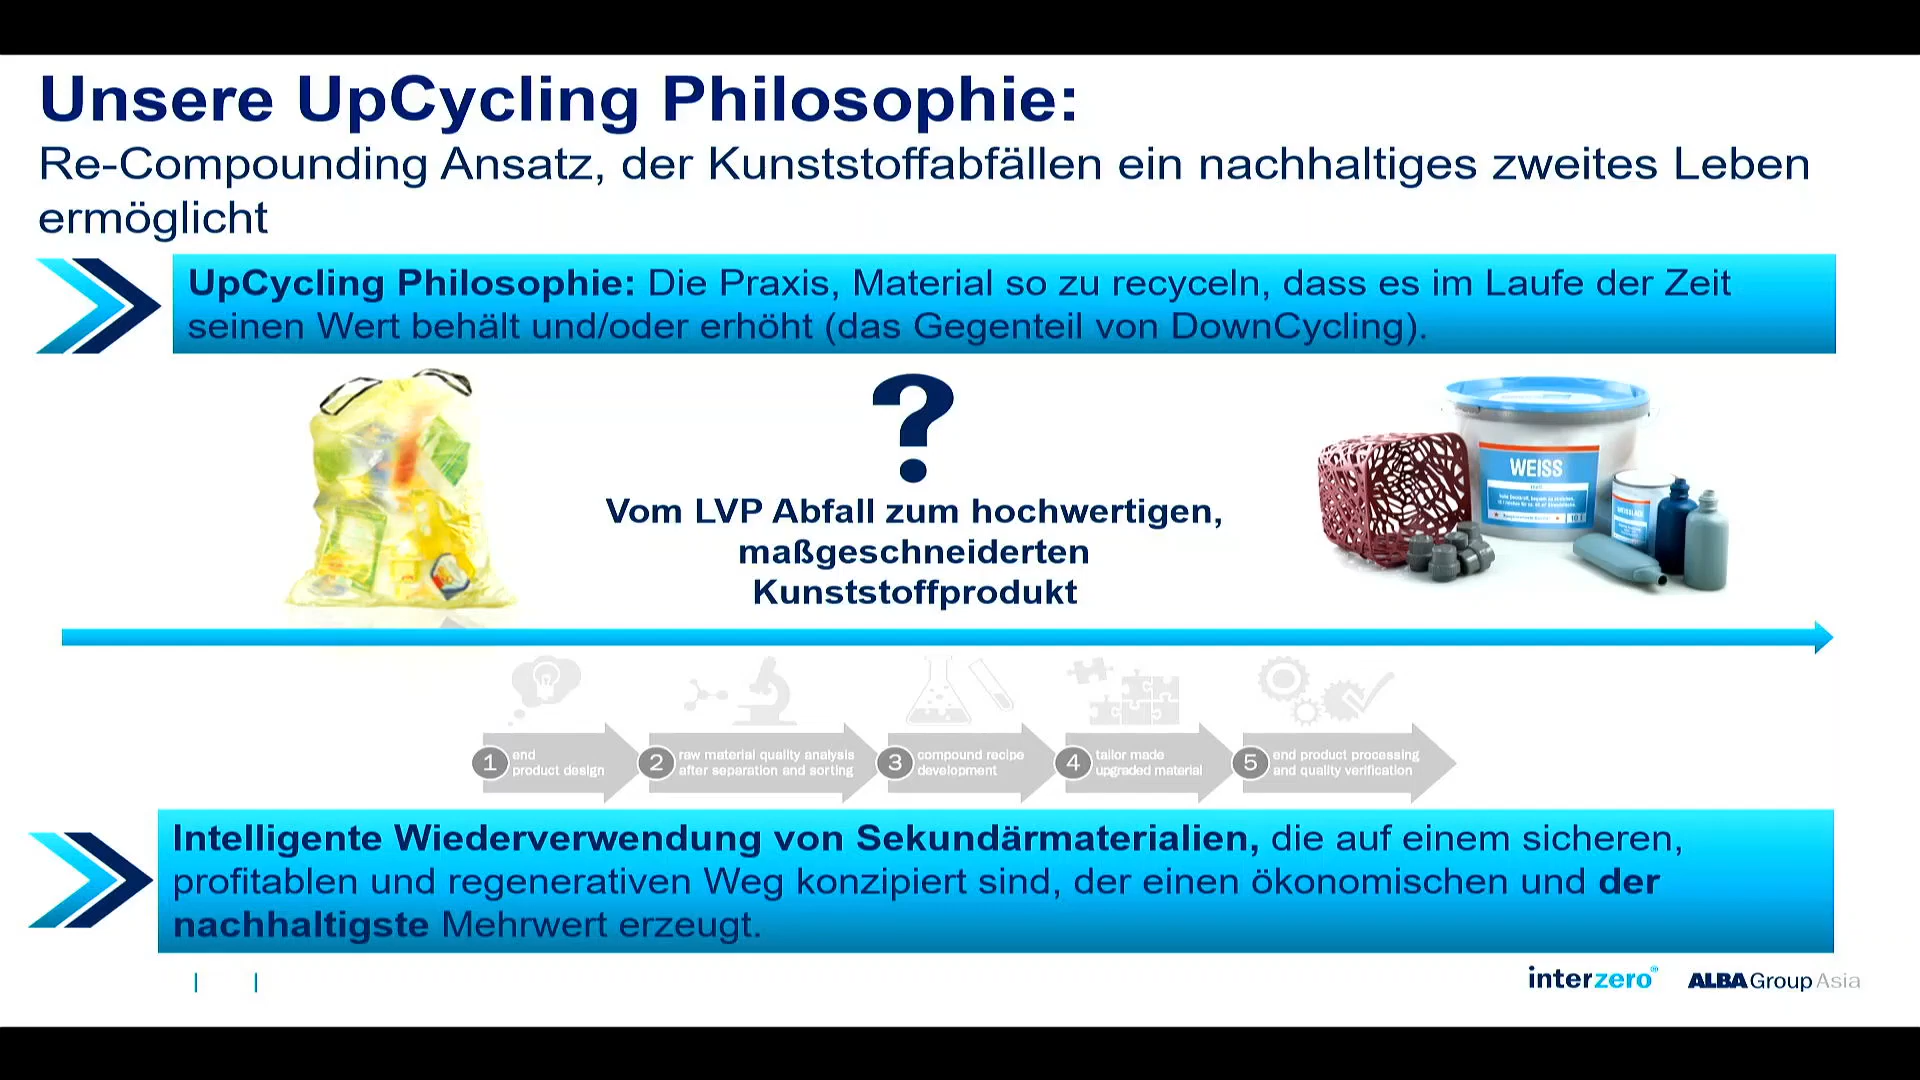 Unsere UpCycling Philosophie:
Re-Compounding Ansatz, der Kunststoffabfällen ein nachhaltiges zweites Leben
ermöglicht
UpCycling Philosophie: Die Praxis, Material so zu recyceln, dass es im Laufe der Zeit
seinen Wert behält und/oder erhöht (das Gegenteil von DownCycling).
?
Vom LVP Abfall zum hochwertigen,
maßgeschneiderten
Kunststoffprodukt
WEISS
10 l
WEISSLACK
1 end
product design
2 raw material quality analysis
after separation and sorting
3 compound recipe
development
4 tailor made
upgraded material
5 end product processing
and quality verification
Intelligente Wiederverwendung von Sekundärmaterialien, die auf einem sicheren,
profitablen und regenerativen Weg konzipiert sind, der einen ökonomischen und der
nachhaltigste Mehrwert erzeugt.
interzero®
ALBA Group Asia